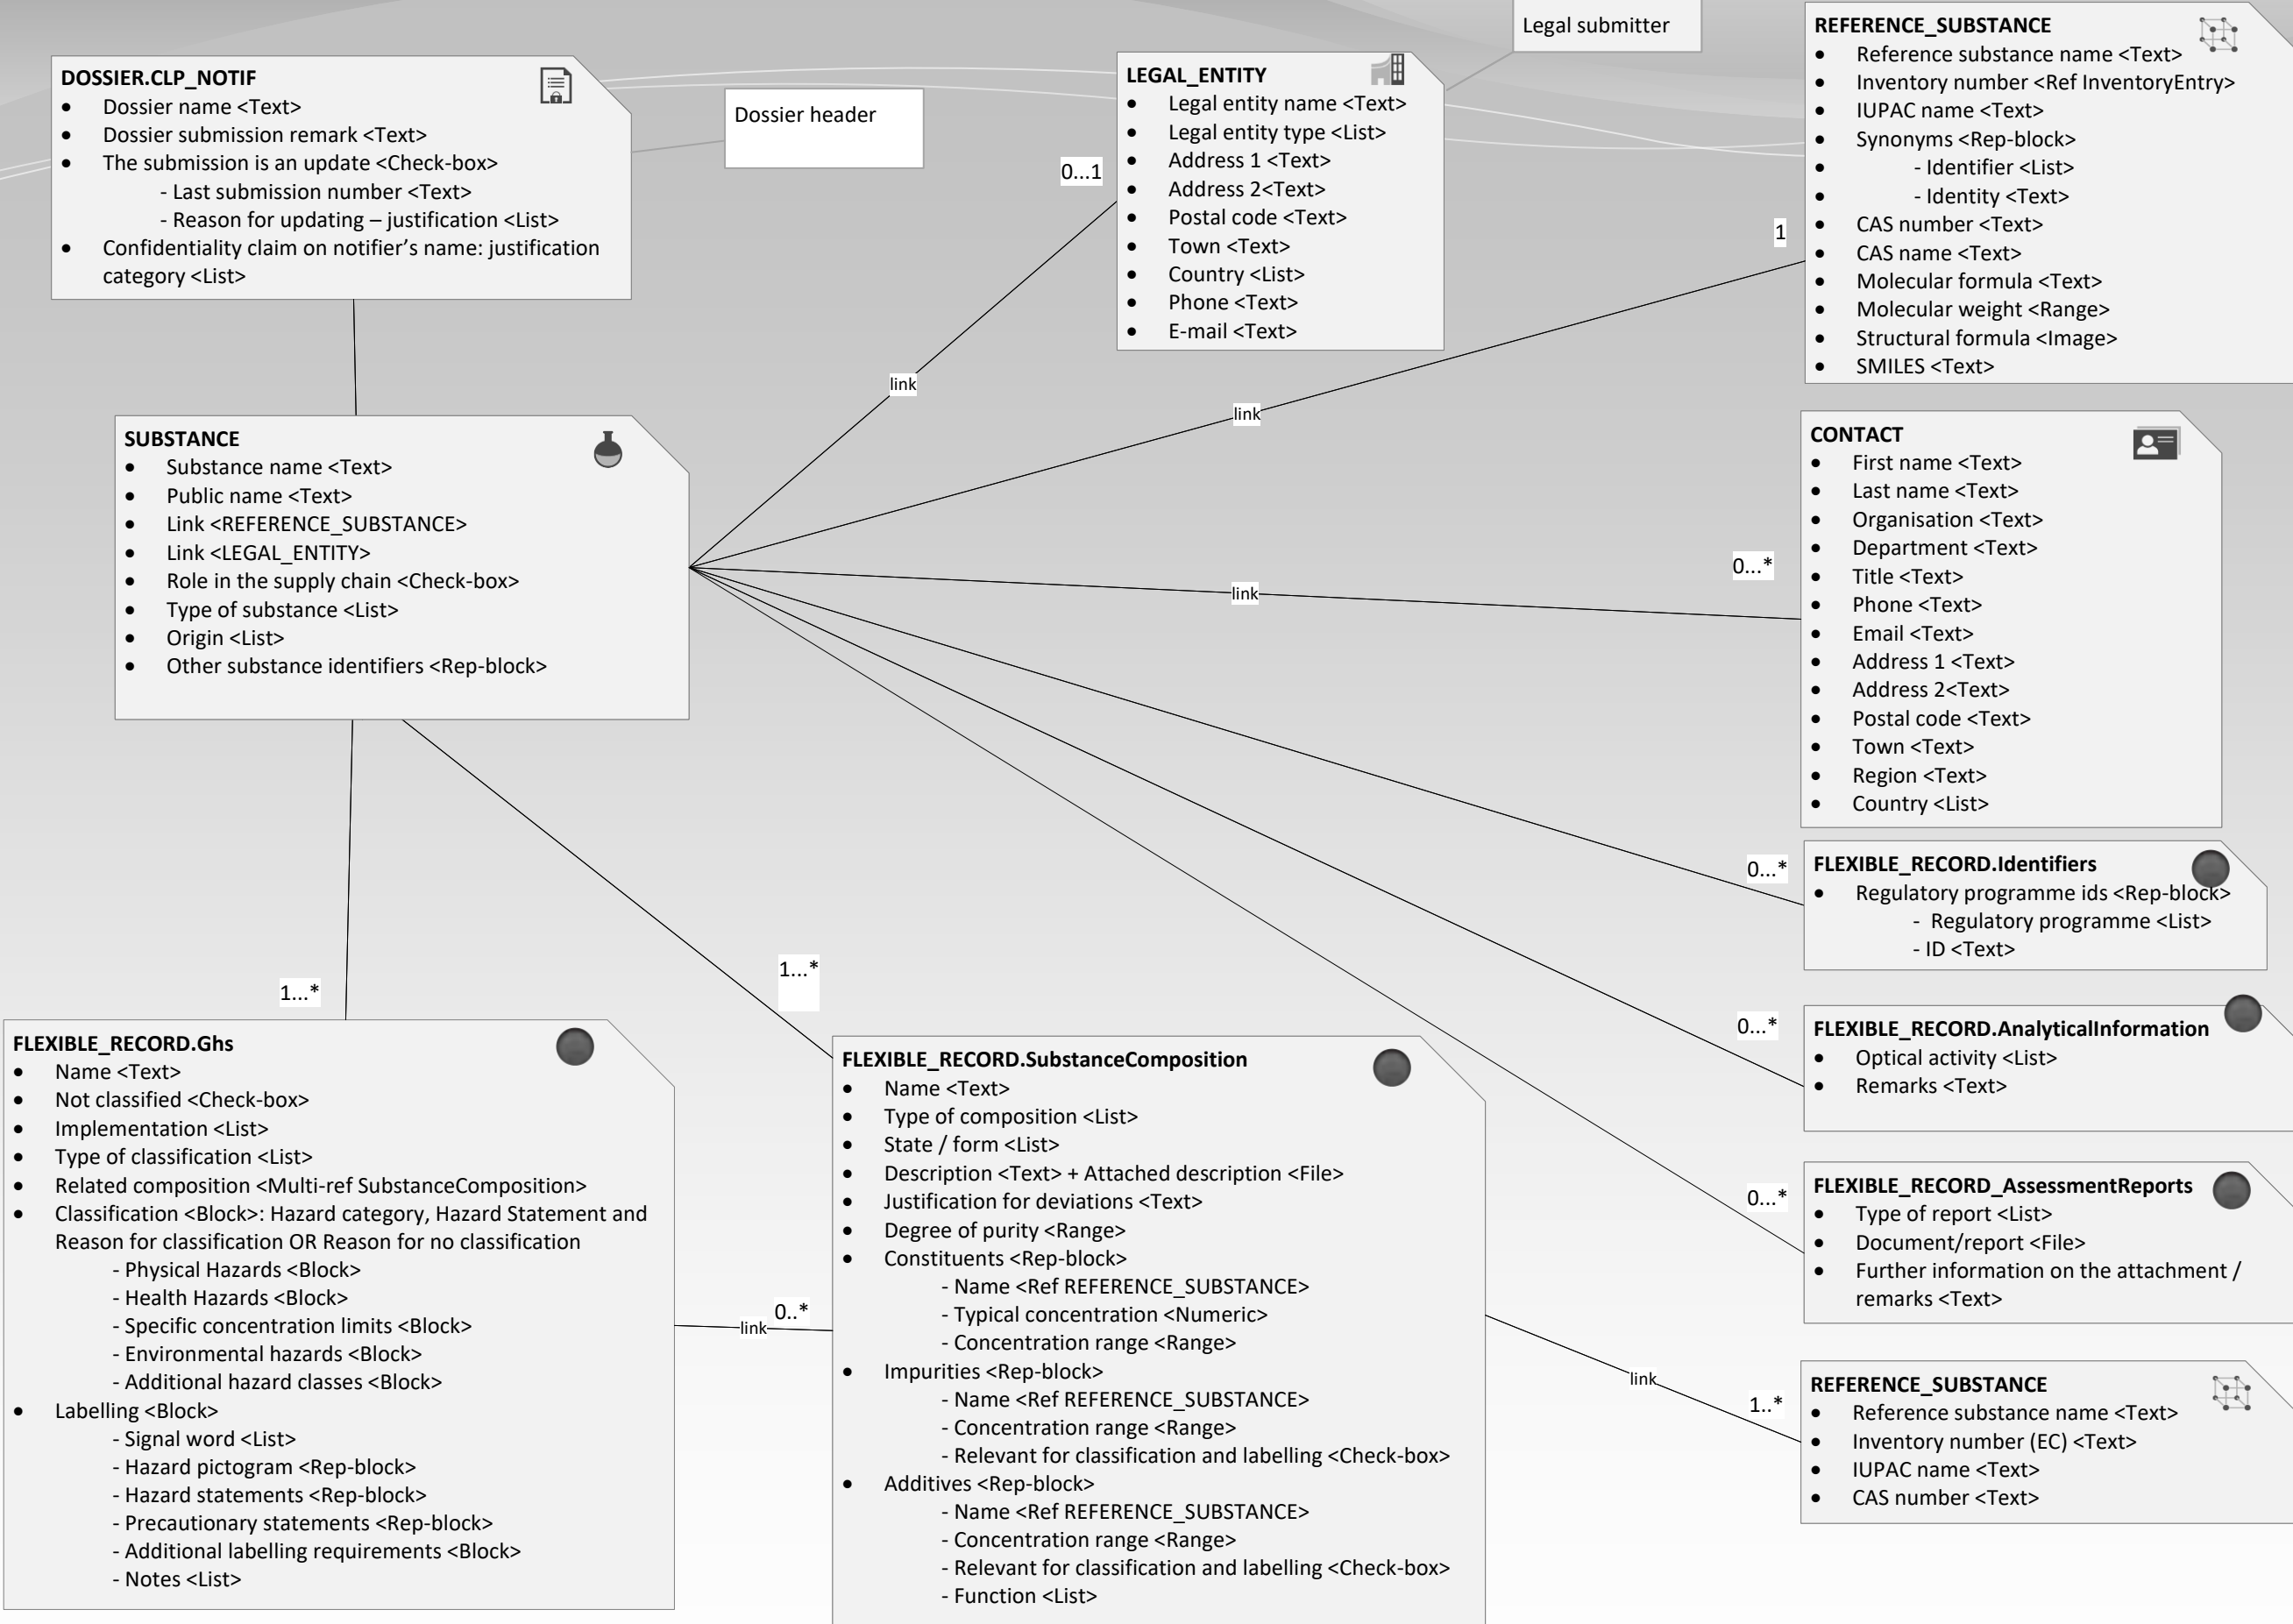 Legal submitter
DOSSIER.CLP_NOTIF
• Dossier name <Text>
• Dossier submission remark <Text>
• The submission is an update <Check-box>
- Last submission number <Text>
- Reason for updating – justification <List>
• Confidentiality claim on notifier’s name: justification
category <List>
Dossier header
LEGAL_ENTITY
• Legal entity name <Text>
• Legal entity type <List>
• Address 1 <Text>
• Address 2<Text>
• Postal code <Text>
• Town <Text>
• Country <List>
• Phone <Text>
• E-mail <Text>
0...1
REFERENCE_SUBSTANCE
• Reference substance name <Text>
• Inventory number <Ref InventoryEntry>
• IUPAC name <Text>
• Synonyms <Rep-block>
• - Identifier <List>
• - Identity <Text>
• CAS number <Text>
• CAS name <Text>
• Molecular formula <Text>
• Molecular weight <Range>
• Structural formula <Image>
• SMILES <Text>
1
link
link
link
SUBSTANCE
• Substance name <Text>
• Public name <Text>
• Link <REFERENCE_SUBSTANCE>
• Link <LEGAL_ENTITY>
• Role in the supply chain <Check-box>
• Type of substance <List>
• Origin <List>
• Other substance identifiers <Rep-block>
CONTACT
• First name <Text>
• Last name <Text>
• Organisation <Text>
• Department <Text>
• Title <Text>
• Phone <Text>
• Email <Text>
• Address 1 <Text>
• Address 2<Text>
• Postal code <Text>
• Town <Text>
• Region <Text>
• Country <List>
0...*
FLEXIBLE_RECORD.Identifiers
• Regulatory programme ids <Rep-block>
- Regulatory programme <List>
- ID <Text>
0...*
FLEXIBLE_RECORD.AnalyticalInformation
• Optical activity <List>
• Remarks <Text>
0...*
FLEXIBLE_RECORD_AssessmentReports
• Type of report <List>
• Document/report <File>
• Further information on the attachment /
remarks <Text>
0...*
1...*
1...*
FLEXIBLE_RECORD.Ghs
• Name <Text>
• Not classified <Check-box>
• Implementation <List>
• Type of classification <List>
• Related composition <Multi-ref SubstanceComposition>
• Classification <Block>: Hazard category, Hazard Statement and
Reason for classification OR Reason for no classification
- Physical Hazards <Block>
- Health Hazards <Block>
- Specific concentration limits <Block>
- Environmental hazards <Block>
- Additional hazard classes <Block>
• Labelling <Block>
- Signal word <List>
- Hazard pictogram <Rep-block>
- Hazard statements <Rep-block>
- Precautionary statements <Rep-block>
- Additional labelling requirements <Block>
- Notes <List>
link
0..*
FLEXIBLE_RECORD.SubstanceComposition
• Name <Text>
• Type of composition <List>
• State / form <List>
• Description <Text> + Attached description <File>
• Justification for deviations <Text>
• Degree of purity <Range>
• Constituents <Rep-block>
- Name <Ref REFERENCE_SUBSTANCE>
- Typical concentration <Numeric>
- Concentration range <Range>
• Impurities <Rep-block>
- Name <Ref REFERENCE_SUBSTANCE>
- Concentration range <Range>
- Relevant for classification and labelling <Check-box>
• Additives <Rep-block>
- Name <Ref REFERENCE_SUBSTANCE>
- Concentration range <Range>
- Relevant for classification and labelling <Check-box>
- Function <List>
link
1..*
REFERENCE_SUBSTANCE
• Reference substance name <Text>
• Inventory number (EC) <Text>
• IUPAC name <Text>
• CAS number <Text>